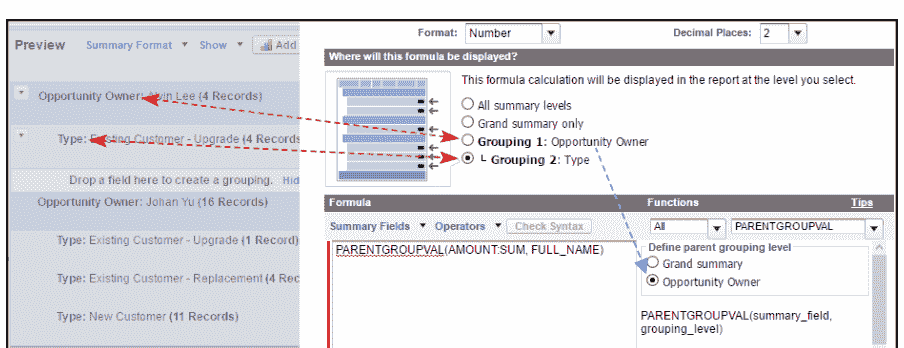 Preview Summary Format Show Add
Opportunity Owner: Alvin Lee (4 Records)
Type: Existing Customer - Upgrade (4 Records
Drop a field here to create a grouping. Hid
Opportunity Owner: Johan Yu (16 Records)
Type: Existing Customer - Upgrade (1 Record)
Type: Existing Customer - Replacement (4 Rec
Type: New Customer (11 Records)
Format: Number Decimal Places: 2
Where will this formula be displayed?
This formula calculation will be displayed in the report at the level you select.
All summary levels
Grand summary only
Grouping 1: Opportunity Owner
Grouping 2: Type
Formula
Summary Fields Operators Check Syntax
PARENTGROUPVAL(AMOUNT:SUM, FULL_NAME)
Functions Tips
All PARENTGROUPVAL
Define parent grouping level
Grand summary
Opportunity Owner
PARENTGROUPVAL(summary_field,
grouping_level)